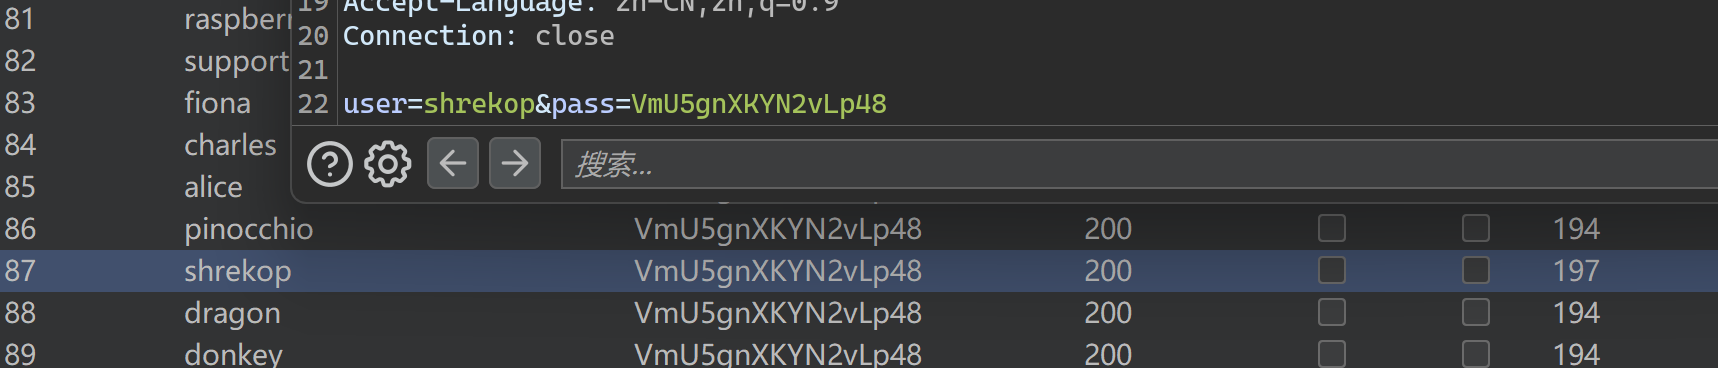 19 Accept-Language: zh-CN,zh;q=0.9
20 Connection: close
21
22 user=shrekop&pass=VmU5gnXKYN2vLp48
搜索...
81
82 support
83 fiona
84 charles
85 alice
86 pinocchio VmU5gnXKYN2vLp48 200 194
87 shrekop VmU5gnXKYN2vLp48 200 197
88 dragon VmU5gnXKYN2vLp48 200 194
89 donkey VmU5gnXKYN2vLp48 200 194